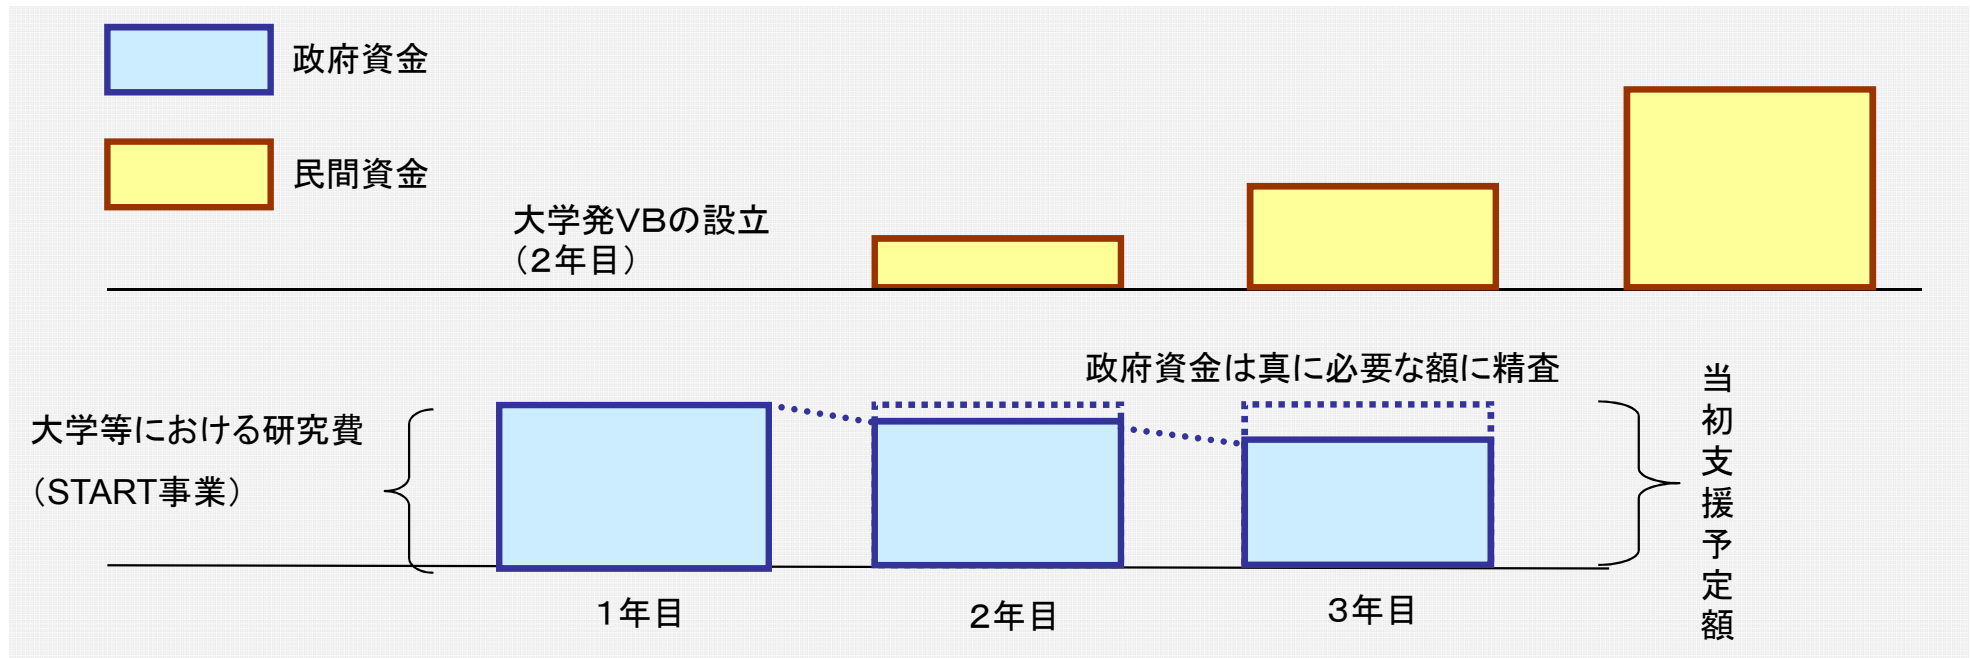 政府資金
民間資金
大学発VBの設立
（２年目）
政府資金は真に必要な額に精査
大学等における研究費
（START事業）
当初支援予定額
１年目
２年目
３年目